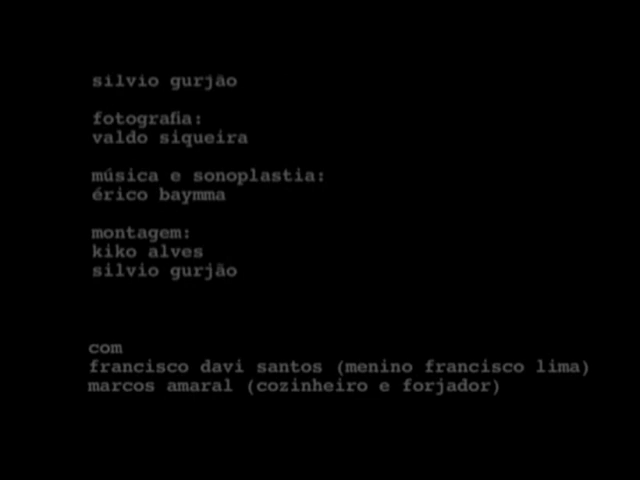 silvio gurjão
fotografia:
valdo siqueira
música e sonoplastia:
érico baymma
montagem:
kiko alves
silvio gurjão
com
francisco davi santos (menino francisco lima)
marcos amaral (cozinheiro e forjador)